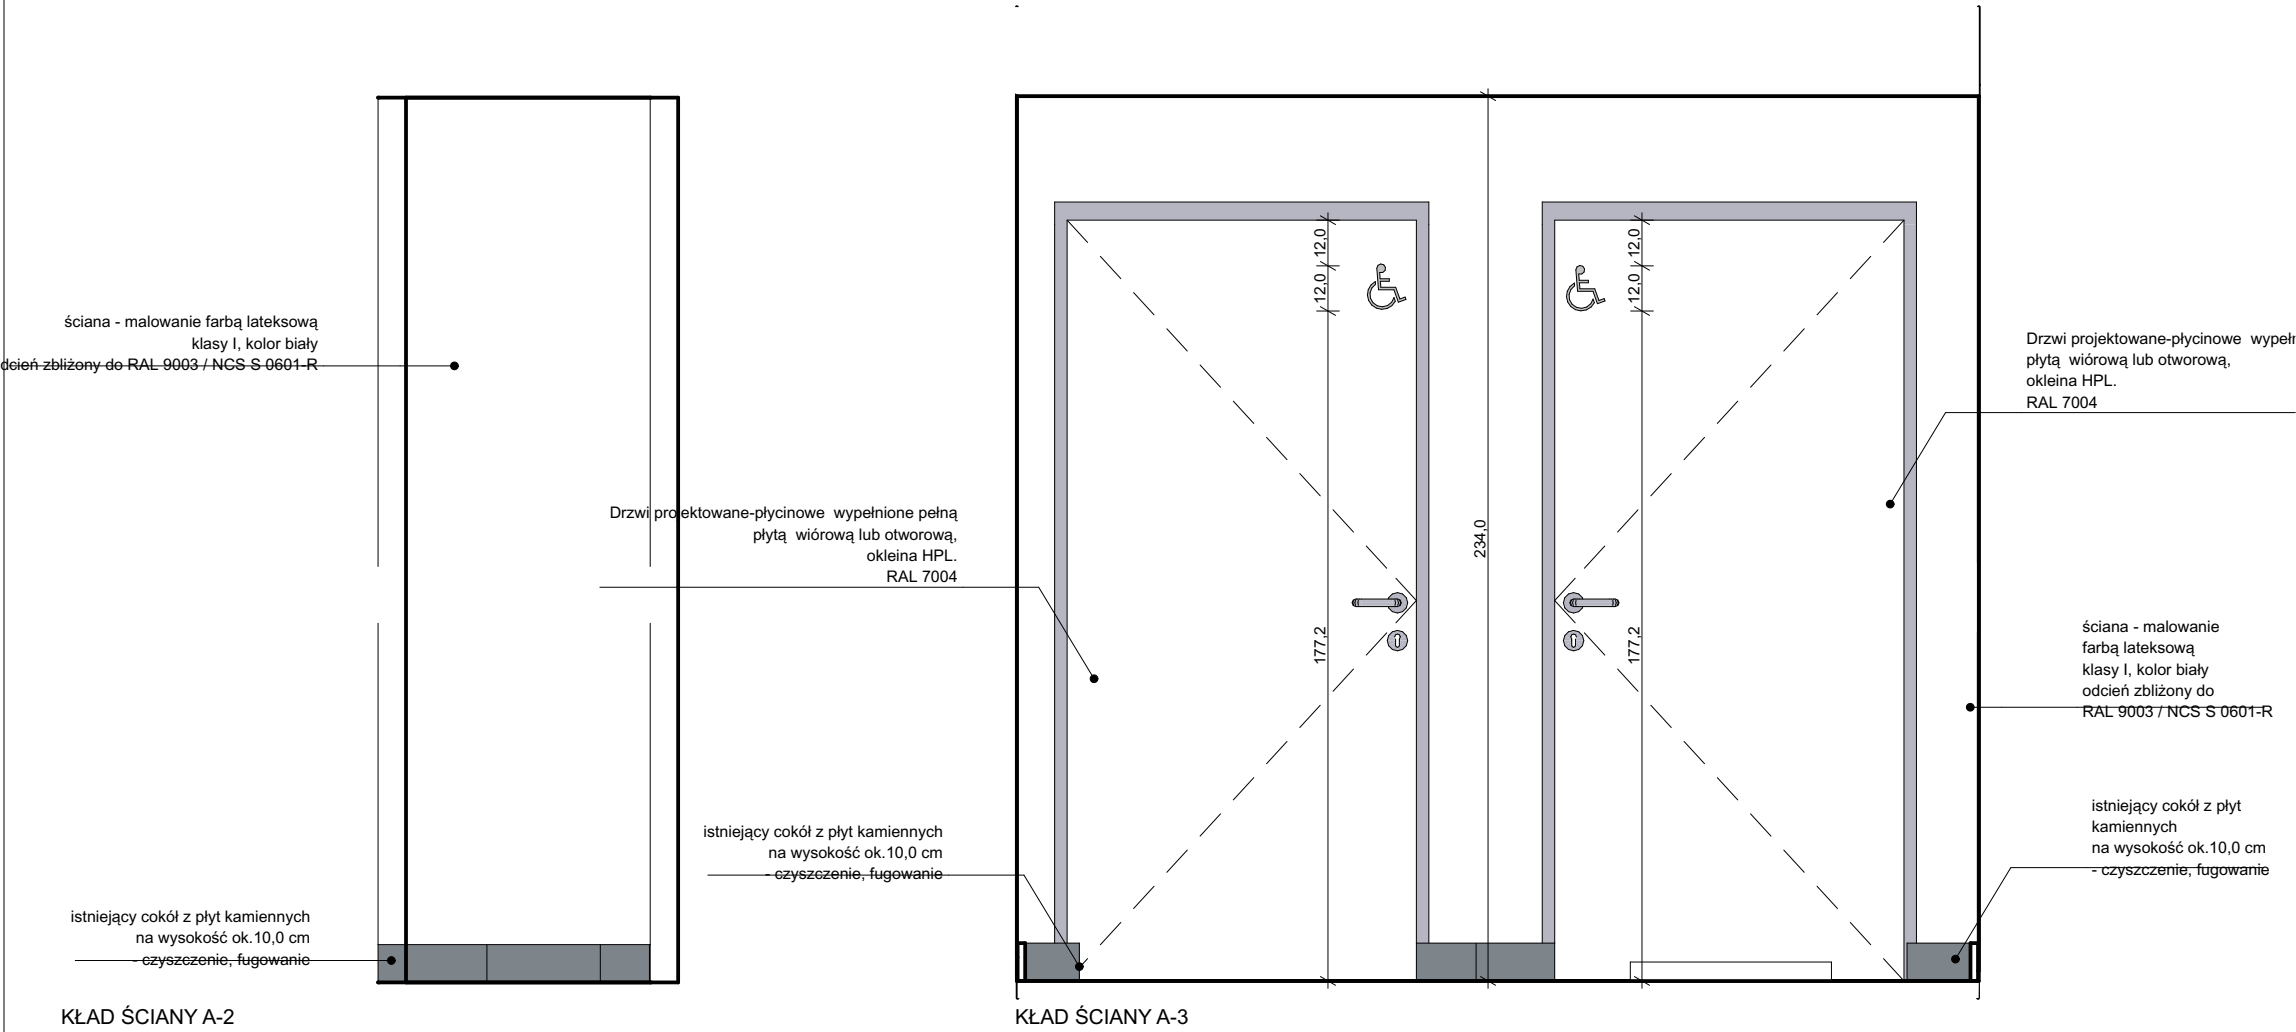 ściana - malowanie farbą lateksową
klasy I, kolor biały
dcień zbliżony do RAL 9003 / NCS S 0601-R
istniejący cokół z płyt kamiennych
na wysokość ok.10,0 cm
- czyszczenie, fugowanie
KŁAD ŚCIANY A-2
Drzwi projektowane-płycinowe wypełnione pełną
płytą wiórową lub otworową,
okleina HPL.
RAL 7004
istniejący cokół z płyt kamiennych
na wysokość ok.10,0 cm
- czyszczenie, fugowanie
12,0
12,0
177,2
234,0
12,0
12,0
177,2
KŁAD ŚCIANY A-3
Drzwi projektowane-płycinowe wypełn
płytą wiórową lub otworową,
okleina HPL.
RAL 7004
ściana - malowanie
farbą lateksową
klasy I, kolor biały
odcień zbliżony do
RAL 9003 / NCS S 0601-R
istniejący cokół z płyt
kamiennych
na wysokość ok.10,0 cm
- czyszczenie, fugowanie